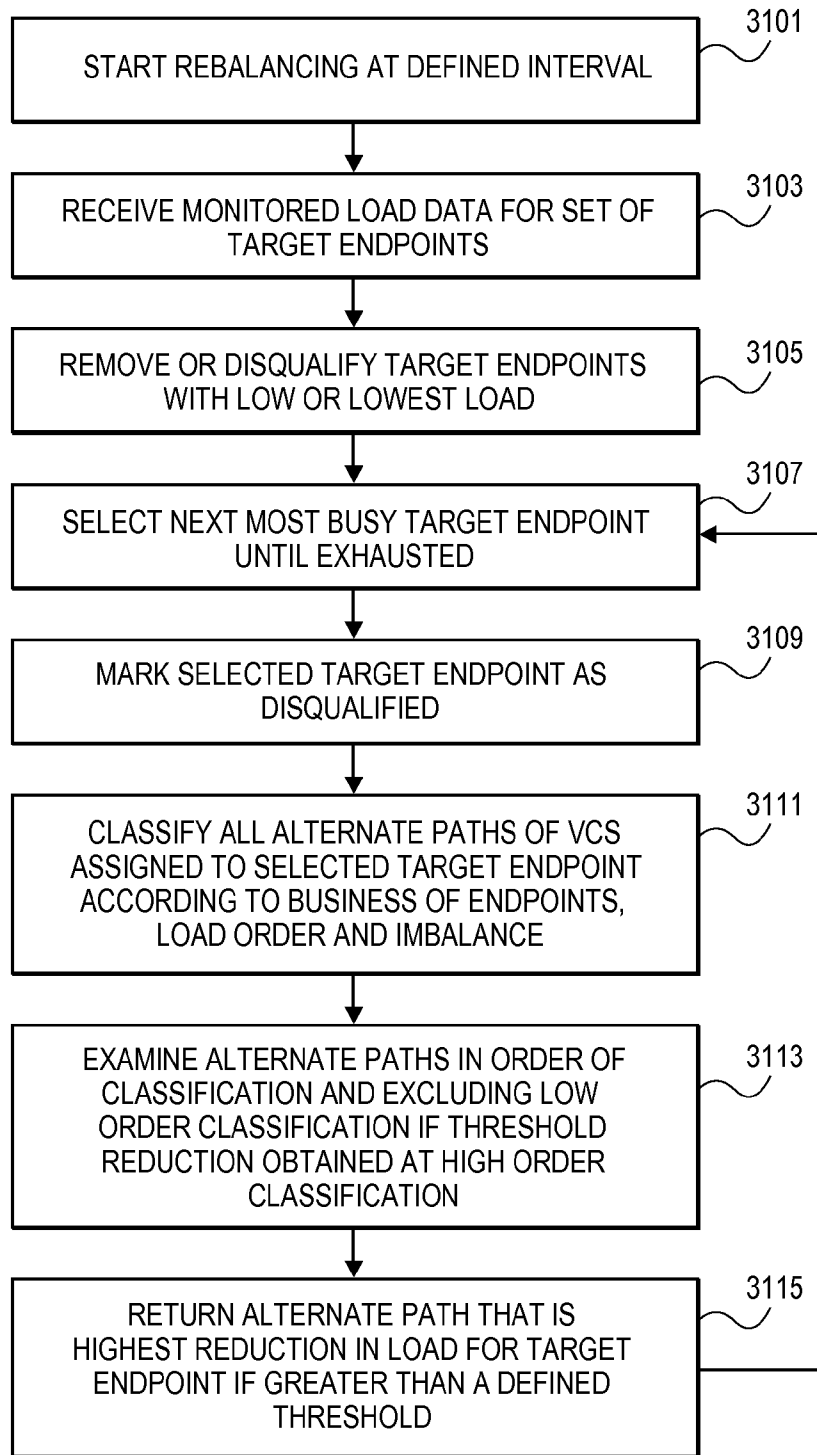 3101
START REBALANCING AT DEFINED INTERVAL
3103
RECEIVE MONITORED LOAD DATA FOR SET OF
TARGET ENDPOINTS
3105
REMOVE OR DISQUALIFY TARGET ENDPOINTS
WITH LOW OR LOWEST LOAD
3107
SELECT NEXT MOST BUSY TARGET ENDPOINT
UNTIL EXHAUSTED
3109
MARK SELECTED TARGET ENDPOINT AS
DISQUALIFIED
3111
CLASSIFY ALL ALTERNATE PATHS OF VCS
ASSIGNED TO SELECTED TARGET ENDPOINT
ACCORDING TO BUSINESS OF ENDPOINTS,
LOAD ORDER AND IMBALANCE
3113
EXAMINE ALTERNATE PATHS IN ORDER OF
CLASSIFICATION AND EXCLUDING LOW
ORDER CLASSIFICATION IF THRESHOLD
REDUCTION OBTAINED AT HIGH ORDER
CLASSIFICATION
3115
RETURN ALTERNATE PATH THAT IS
HIGHEST REDUCTION IN LOAD FOR TARGET
ENDPOINT IF GREATER THAN A DEFINED
THRESHOLD